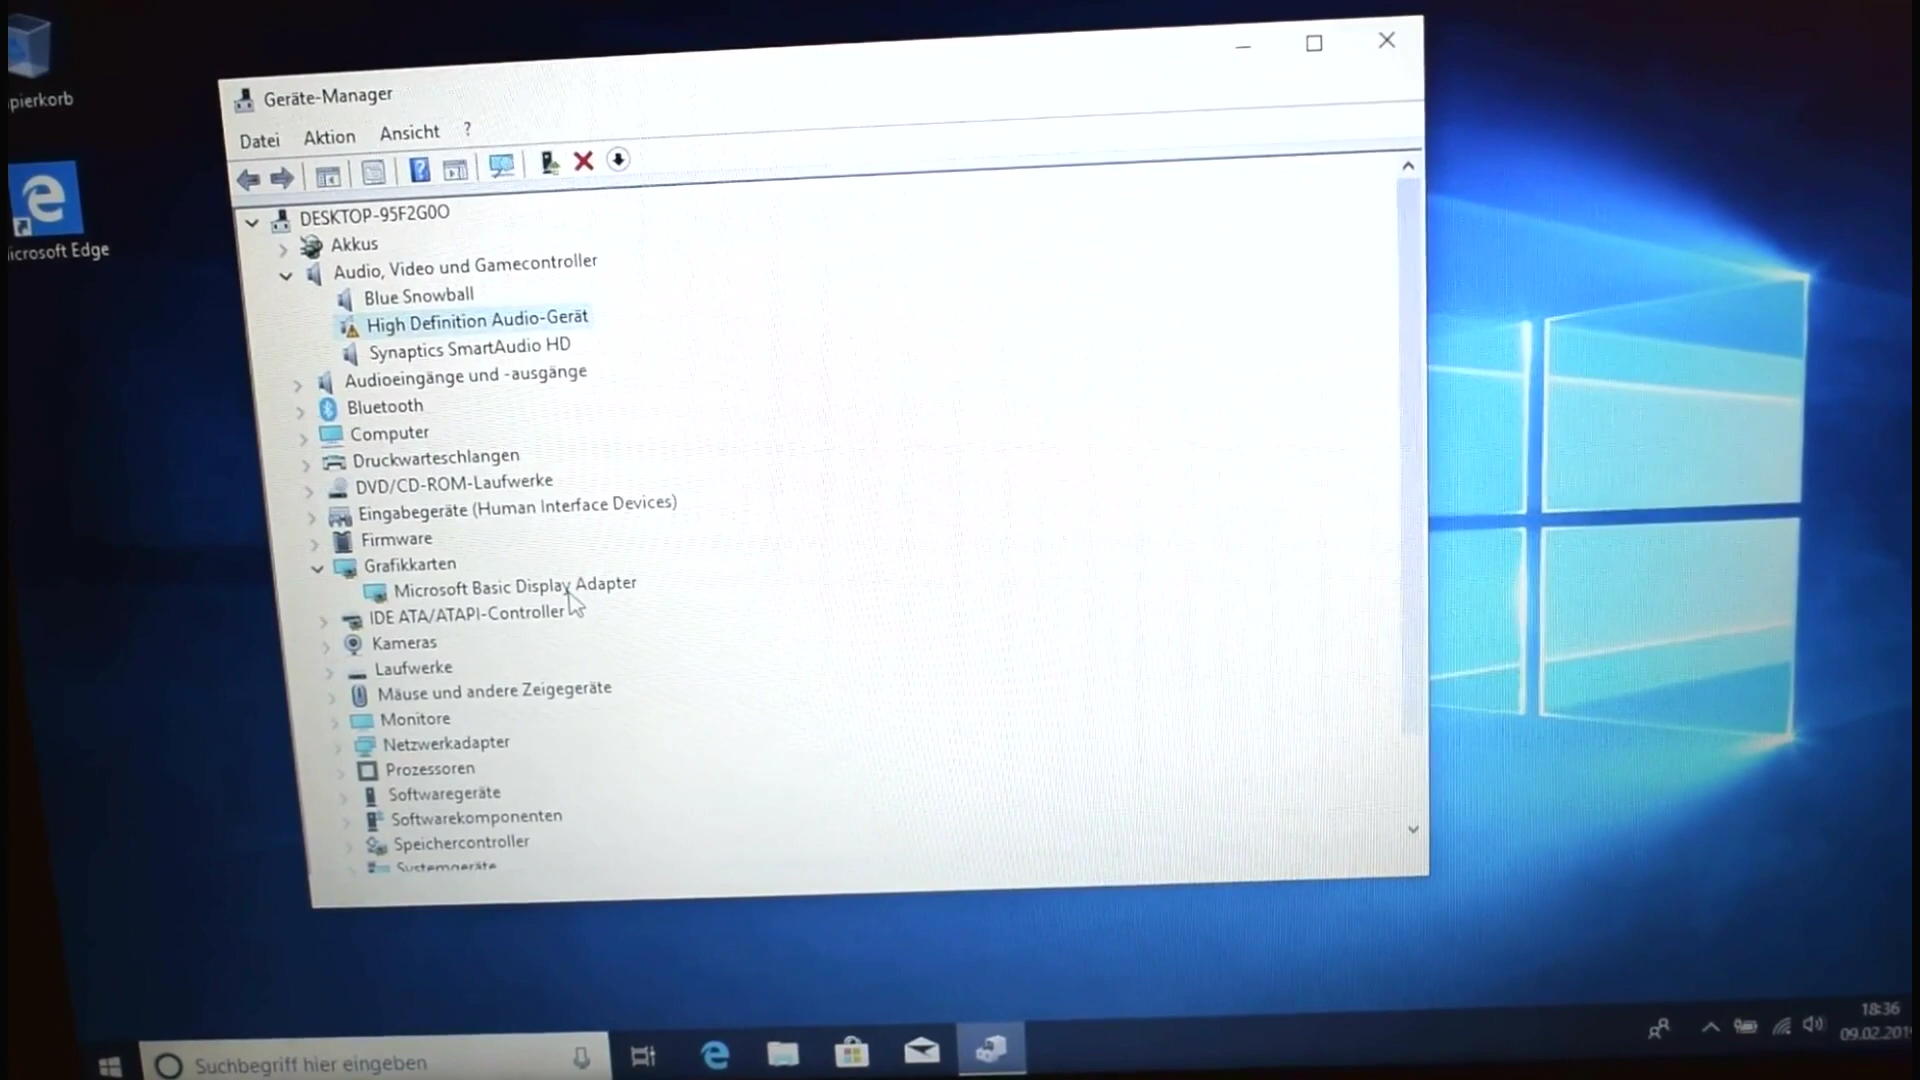 pierkorb
icrosoft Edge
Geräte-Manager
Datei Aktion Ansicht ?
DESKTOP-95F2G0O
Akkus
Audio, Video und Gamecontroller
Blue Snowball
High Definition Audio-Gerät
Synaptics SmartAudio HD
Audioeingänge und -ausgänge
Bluetooth
Computer
Druckwarteschlangen
DVD/CD-ROM-Laufwerke
Eingabegeräte (Human Interface Devices)
Firmware
Grafikkarten
Microsoft Basic Display Adapter
IDE ATA/ATAPI-Controller
Kameras
Laufwerke
Mäuse und andere Zeigegeräte
Monitore
Netzwerkadapter
Prozessoren
Softwaregeräte
Softwarekomponenten
Speichercontroller
Systemgeräte
Suchbegriff hier eingeben
18:36
09.02.201